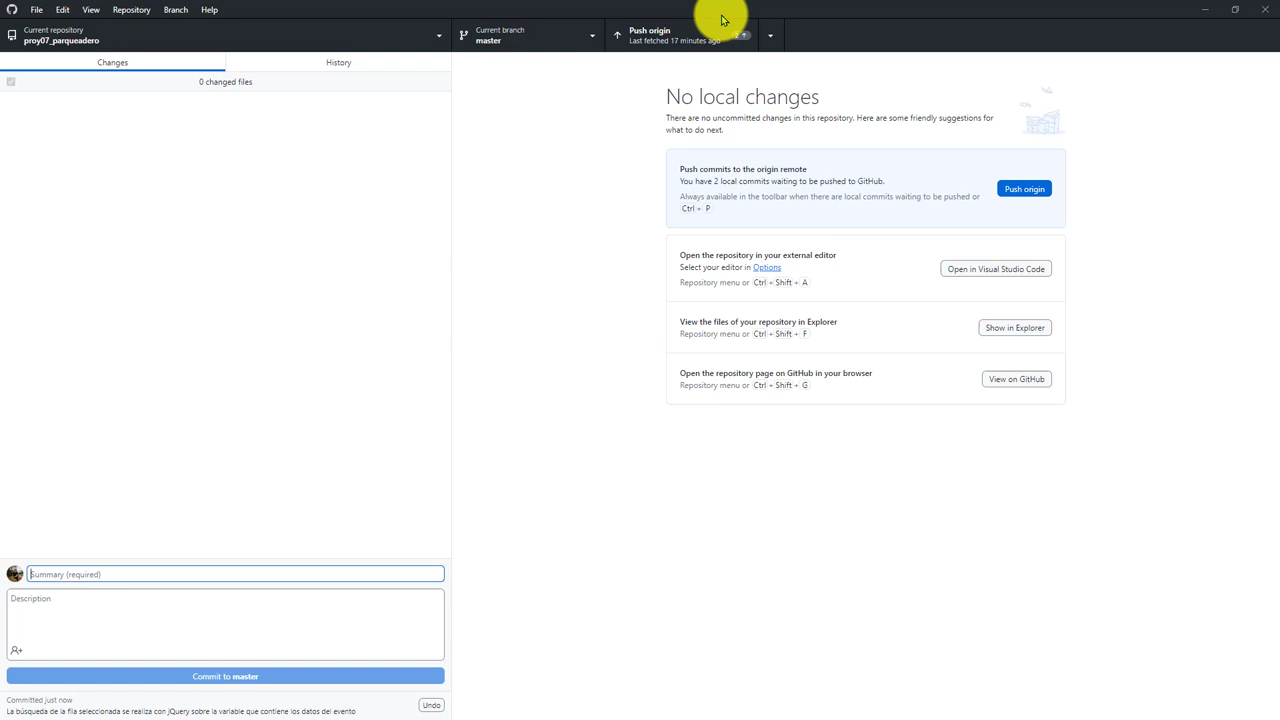 File Edit View Repository Branch Help
Current repository
proy07_parqueadero
Current branch
master
Push origin
Last fetched 17 minutes ago
2
Changes
History
0 changed files
No local changes
There are no uncommitted changes in this repository. Here are some friendly suggestions for
what to do next.
Push commits to the origin remote
You have 2 local commits waiting to be pushed to GitHub.
Always available in the toolbar when there are local commits waiting to be pushed or
Ctrl + P
Push origin
Open the repository in your external editor
Select your editor in Options
Repository menu or Ctrl + Shift + A
Open in Visual Studio Code
View the files of your repository in Explorer
Repository menu or Ctrl + Shift + F
Show in Explorer
Open the repository page on GitHub in your browser
Repository menu or Ctrl + Shift + G
View on GitHub
Summary (required)
Description
Commit to master
Committed just now
La búsqueda de la fila seleccionada se realiza con jQuery sobre la variable que contiene los datos del evento
Undo